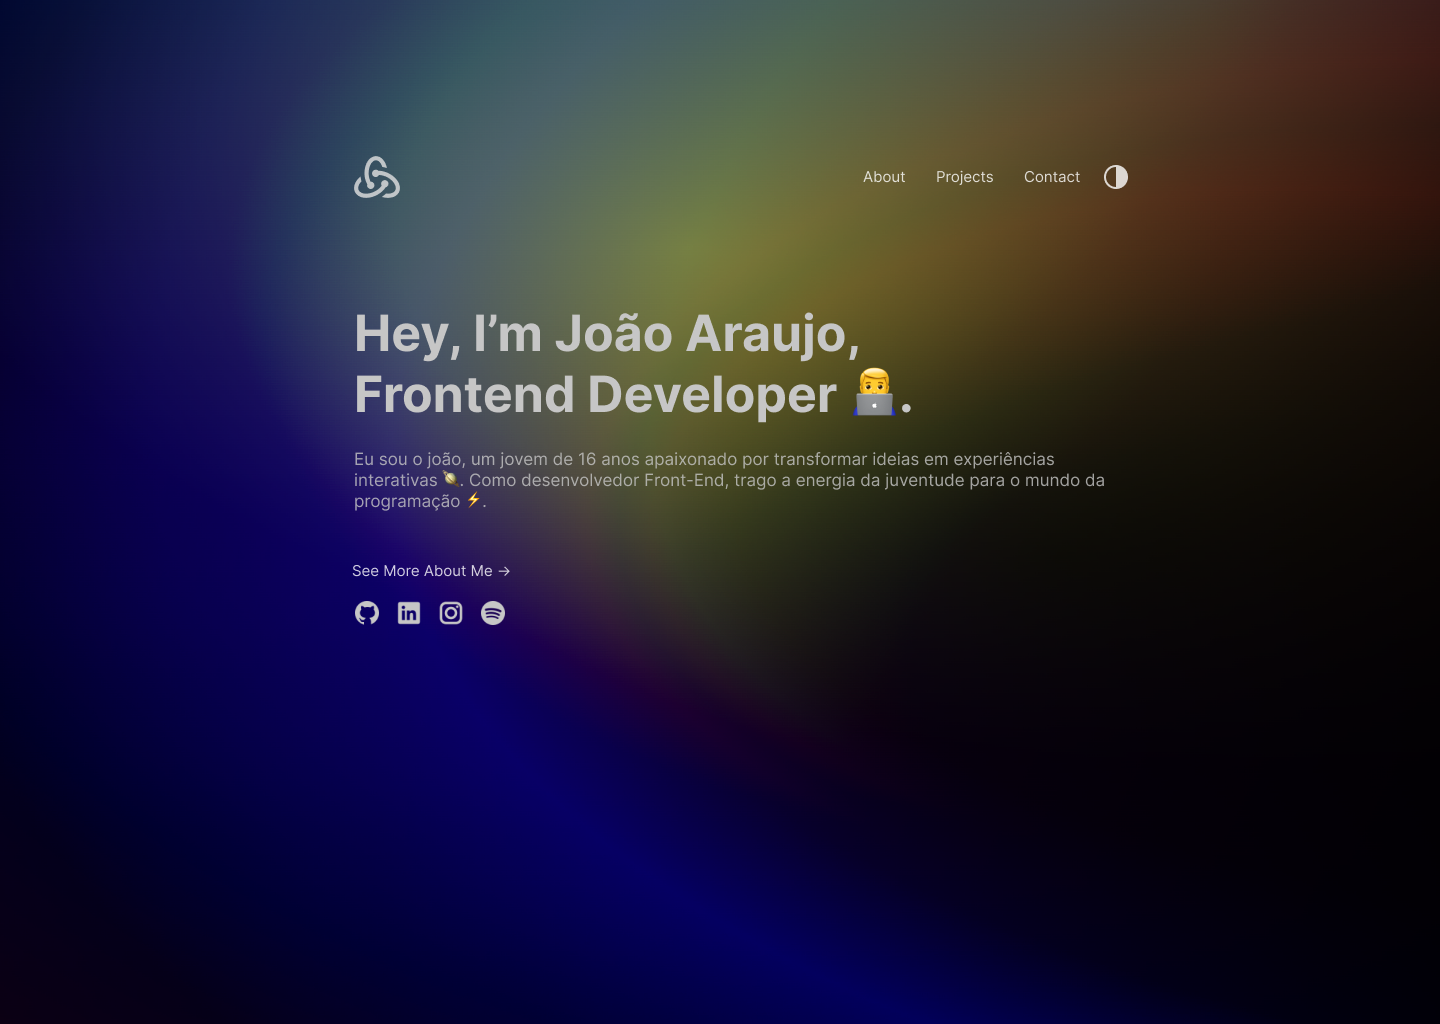 About Projects Contact
Hey, I’m João Araujo,
Frontend Developer 👨‍💻.
Eu sou o joão, um jovem de 16 anos apaixonado por transformar ideias em experiências
interativas 🪐. Como desenvolvedor Front-End, trago a energia da juventude para o mundo da
programação ⚡.
See More About Me →